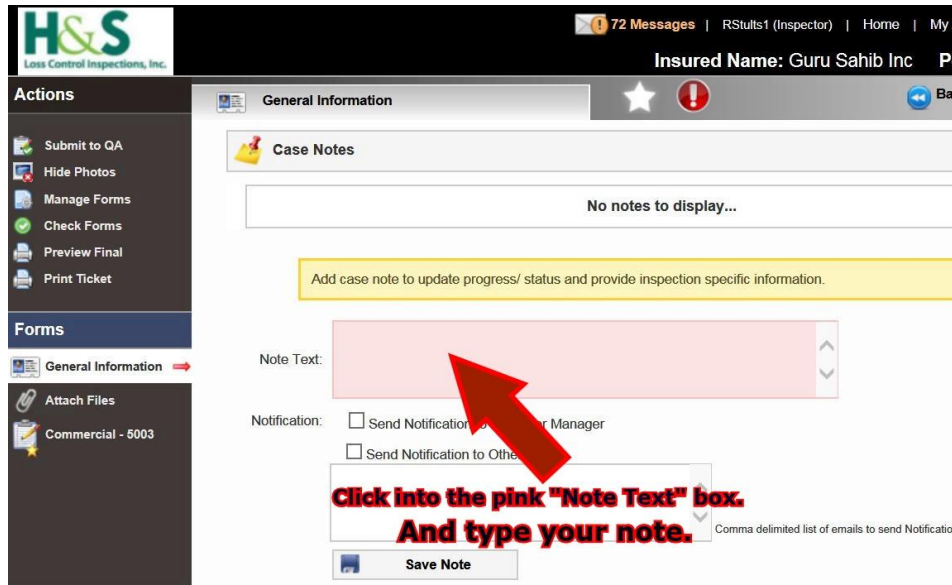 H&S
Loss Control Inspections, Inc.
72 Messages | RStults1 (Inspector) | Home | My
Insured Name: Guru Sahib Inc
Actions
Submit to QA
Hide Photos
Manage Forms
Check Forms
Preview Final
Print Ticket
Forms
General Information
Attach Files
Commercial - 5003
General Information
Case Notes
No notes to display...
Add case note to update progress/ status and provide inspection specific information.
Note Text:
Notification:
Send Notification Manager
Send Notification to
Click into the pink "Note Text" box.
And type your note.
Comma delimited list of emails to send
Save Note